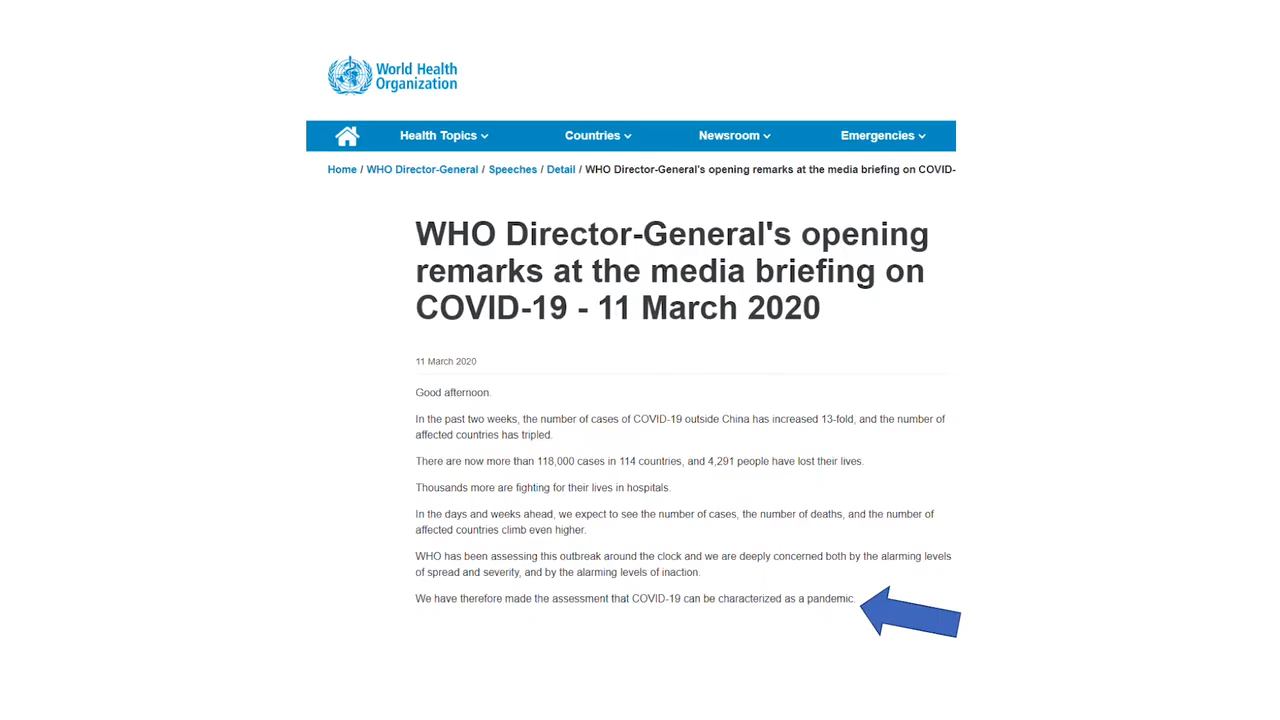 World Health
Organization
Health Topics
Countries
Newsroom
Emergencies
Home / WHO Director-General / Speeches / Detail / WHO Director-General's opening remarks at the media briefing on COVID-
WHO Director-General's opening
remarks at the media briefing on
COVID-19 - 11 March 2020
11 March 2020
Good afternoon.
In the past two weeks, the number of cases of COVID-19 outside China has increased 13-fold, and the number of
affected countries has tripled.
There are now more than 118,000 cases in 114 countries, and 4,291 people have lost their lives.
Thousands more are fighting for their lives in hospitals.
In the days and weeks ahead, we expect to see the number of cases, the number of deaths, and the number of
affected countries climb even higher.
WHO has been assessing this outbreak around the clock and we are deeply concerned both by the alarming levels
of spread and severity, and by the alarming levels of inaction.
We have therefore made the assessment that COVID-19 can be characterized as a pandemic.